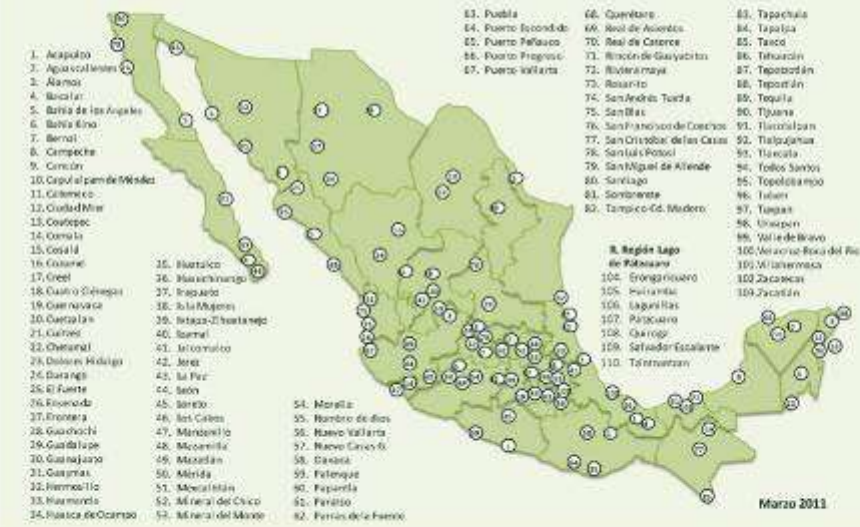 1. Acapulco
2. Aguascalientes
3. Álamos
4. Bacalar
5. Bahía de los Ángeles
6. Bahía Kino
7. Bernal
8. Campeche
9. Cancún
10. Capulalpam de Méndez
11. Catemaco
12. Ciudad Mier
13. Coatepec
14. Comala
15. Cosalá
16. Cozumel
17. Creel
18. Cuatro Ciénegas
19. Cuernavaca
20. Cuetzalan
21. Cuitzeo
22. Chetumal
23. Dolores Hidalgo
24. Durango
25. El Fuerte
26. Ensenada
27. Frontera
28. Guachochi
29. Guadalupe
30. Guanajuato
31. Guaymas
32. Hermosillo
33. Huamantla
34. Huasca de Ocampo
35. Huatulco
36. Huauchinango
37. Irapuato
38. Isla Mujeres
39. Ixtapa-Zihuatanejo
40. Izamal
41. Jalcomulco
42. Jerez
43. La Paz
44. León
45. Loreto
46. Los Cabos
47. Manzanillo
48. Mazamitla
49. Mazatlán
50. Mérida
51. Mexcaltitán
52. Mineral del Chico
53. Mineral del Monte
54. Morelia
55. Nombre de dios
56. Nuevo Vallarta
57. Nuevo Casas G.
58. Oaxaca
59. Palenque
60. Papantla
61. Paraíso
62. Parras de la Fuente
63. Puebla
64. Puerto Escondido
65. Puerto Peñasco
66. Puerto Progreso
67. Puerto Vallarta
68. Querétaro
69. Real de Asientos
70. Real de Catorce
71. Rincón de Guayabitos
72. Riviera maya
73. Rosarito
74. San Andrés Tuxtla
75. San Blas
76. San Francisco de Conchos
77. San Cristóbal de las Casas
78. San Luis Potosí
79. San Miguel de Allende
80. Santiago
81. Sombrerete
82. Tampico-Cd. Madero
83. Tapachula
84. Tapalpa
85. Taxco
86. Tehuacán
87. Tepotzotlán
88. Tepoztlán
89. Tequila
90. Tijuana
91. Tlacotalpan
92. Tlalpujahua
93. Tlaxcala
94. Todos Santos
95. Topolobampo
96. Tulum
97. Tuxpan
98. Uruapan
99. Valle de Bravo
100. Veracruz-Boca del Río
101. Villahermosa
102. Zacatecas
103. Zacatlán
R. Región Lago
de Pátzcuaro
104. Erongarícuaro
105. Huiramba
106. Lagunillas
107. Pátzcuaro
108. Quiroga
109. Salvador Escalante
110. Tzintzuntzan
Marzo 2011